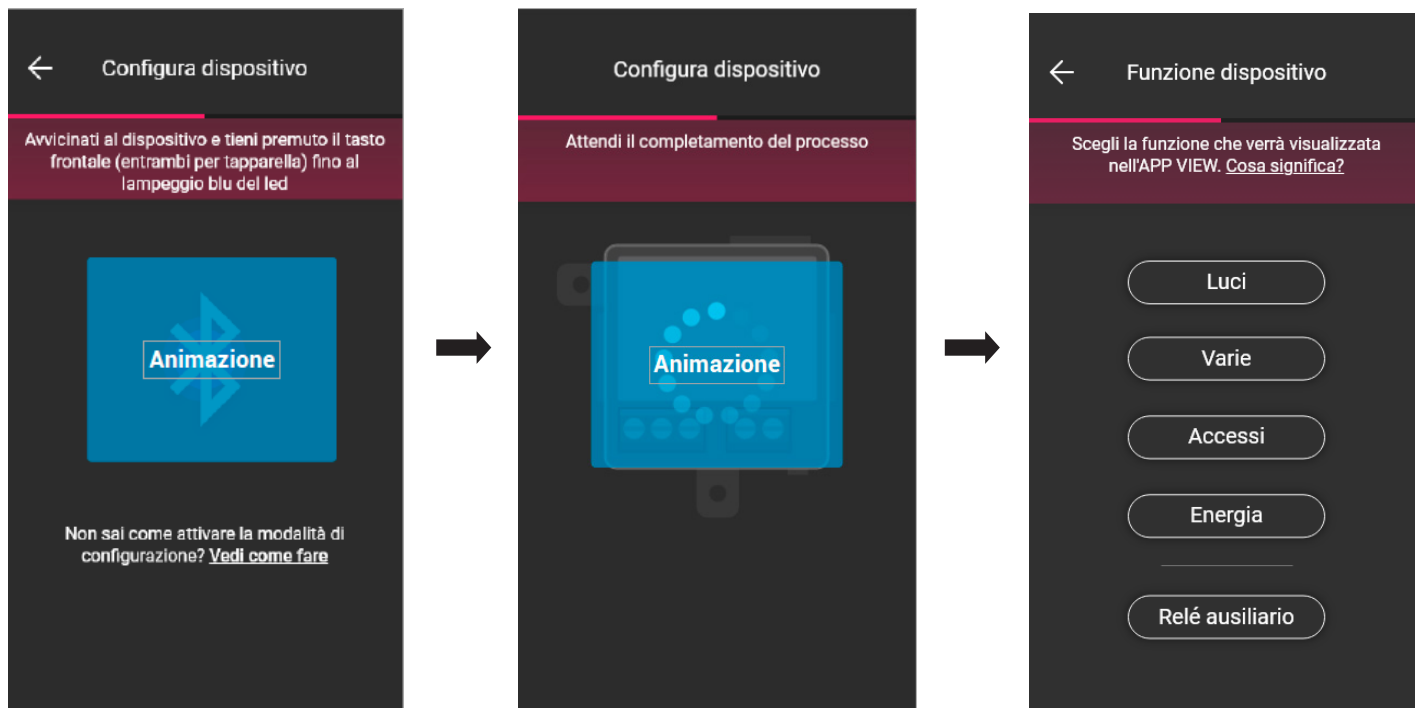 Configura dispositivo
Avvicinati al dispositivo e tieni premuto il tasto
frontale (entrambi per tapparella) fino al
lampeggio blu del led
Animazione
Non sai come attivare la modalità di
configurazione? Vedi come fare
Configura dispositivo
Attendi il completamento del processo
Animazione
Funzione dispositivo
Scegli la funzione che verrà visualizzata
nell'APP VIEW. Cosa significa?
Luci
Varie
Accessi
Energia
Relé ausiliario